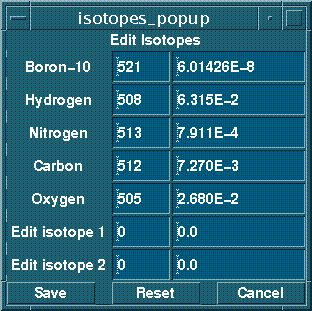 isotopes_popup
Edit Isotopes
Boron-10 521 6.01426E-8
Hydrogen 508 6.315E-2
Nitrogen 513 7.911E-4
Carbon 512 7.270E-3
Oxygen 505 2.680E-2
Edit isotope 1 0 0.0
Edit isotope 2 0 0.0
Save Reset Cancel